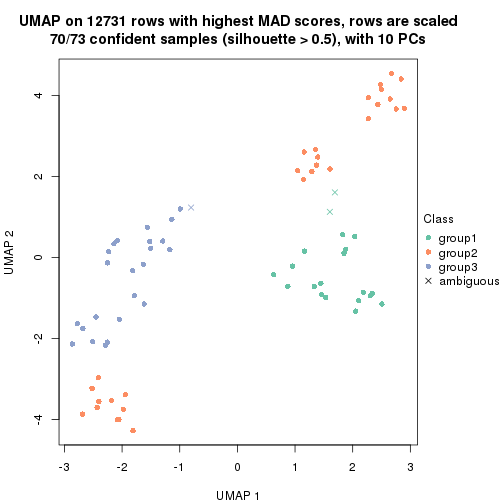 UMAP on 12731 rows with highest MAD scores, rows are scaled
70/73 confident samples (silhouette > 0.5), with 10 PCs
4
2
0
-2
-4
UMAP 2
-3
-2
-1
0
1
2
3
UMAP 1
Class
group1
group2
group3
ambiguous